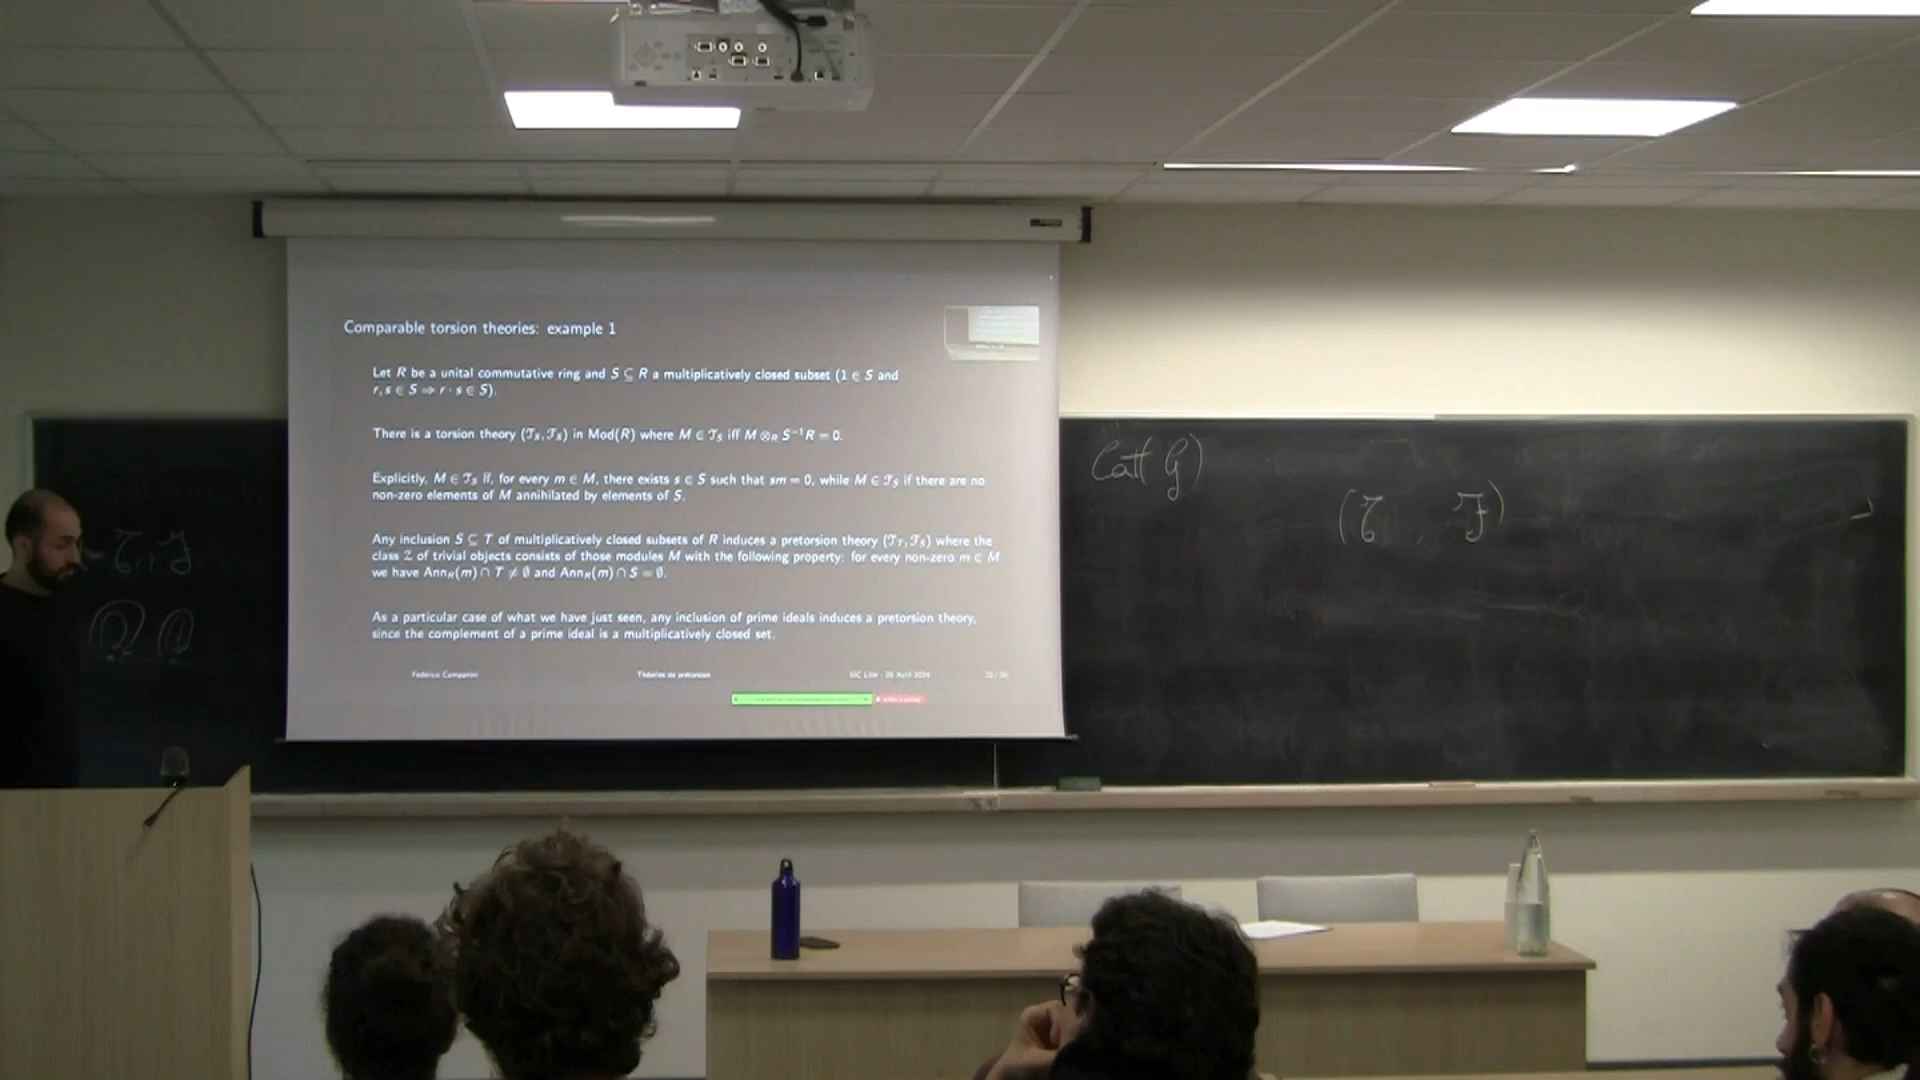 Comparable torsion theories: example 1
Let R be a unital commutative ring and S ⊆ R a multiplicatively closed subset (1 ∈ S and
r, s ∈ S ⇒ r · s ∈ S).
There is a torsion theory (𝒯_S, ℱ_S) in Mod(R) where M ∈ 𝒯_S iff M ⊗_R S⁻¹R = 0.
Explicitly, M ∈ 𝒯_S if, for every m ∈ M, there exists s ∈ S such that sm = 0, while M ∈ ℱ_S if there are no
non-zero elements of M annihilated by elements of S.
Any inclusion S ⊆ T of multiplicatively closed subsets of R induces a pretorsion theory (𝒯_T, ℱ_S) where the
class 𝒵 of trivial objects consists of those modules M with the following property: for every non-zero m ∈ M
we have Ann_R(m) ∩ T ≠ ∅ and Ann_R(m) ∩ S = ∅.
As a particular case of what we have just seen, any inclusion of prime ideals induces a pretorsion theory,
since the complement of a prime ideal is a multiplicatively closed set.
Federico Campanini Théories de prétorsion SIC Lille - 2024
(𝒯, ℱ)